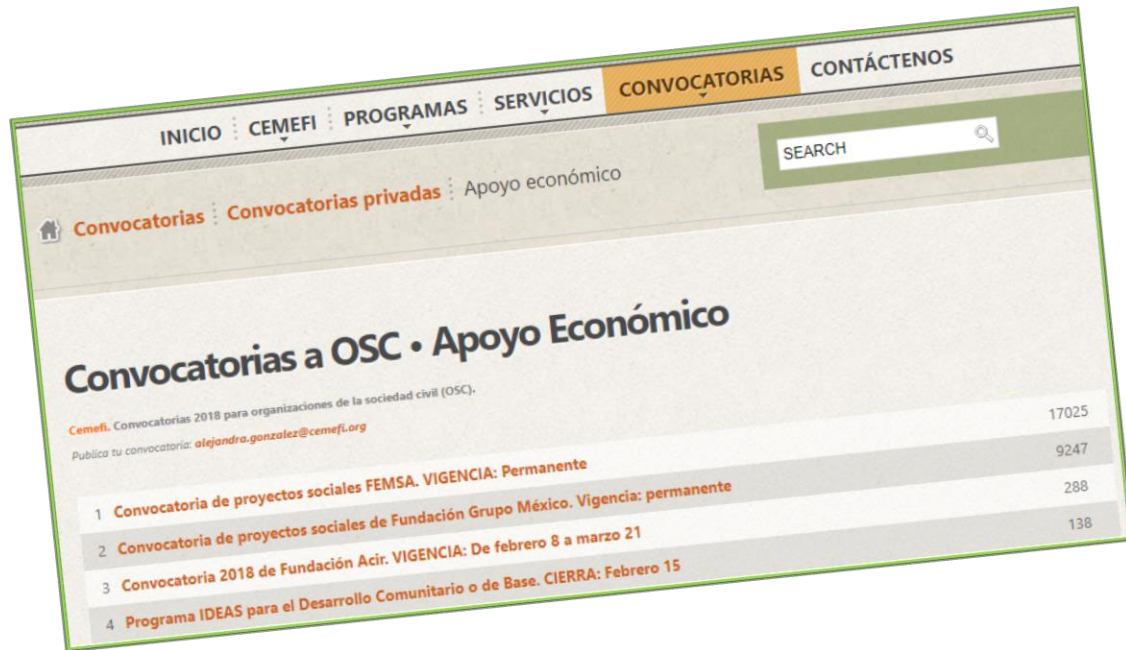 INICIO CEMEFI PROGRAMAS SERVICIOS CONVOCATORIAS CONTÁCTENOS
SEARCH
Convocatorias Convocatorias privadas Apoyo económico
Convocatorias a OSC • Apoyo Económico
Cemefi. Convocatorias 2018 para organizaciones de la sociedad civil (OSC).
Publica tu convocatoria: alejandra.gonzalez@cemefi.org
1 Convocatoria de proyectos sociales FEMSA. VIGENCIA: Permanente 17025
2 Convocatoria de proyectos sociales de Fundación Grupo México. Vigencia: permanente 9247
3 Convocatoria 2018 de Fundación Acir. VIGENCIA: De febrero 8 a marzo 21 288
4 Programa IDEAS para el Desarrollo Comunitario o de Base. CIERRA: Febrero 15 138